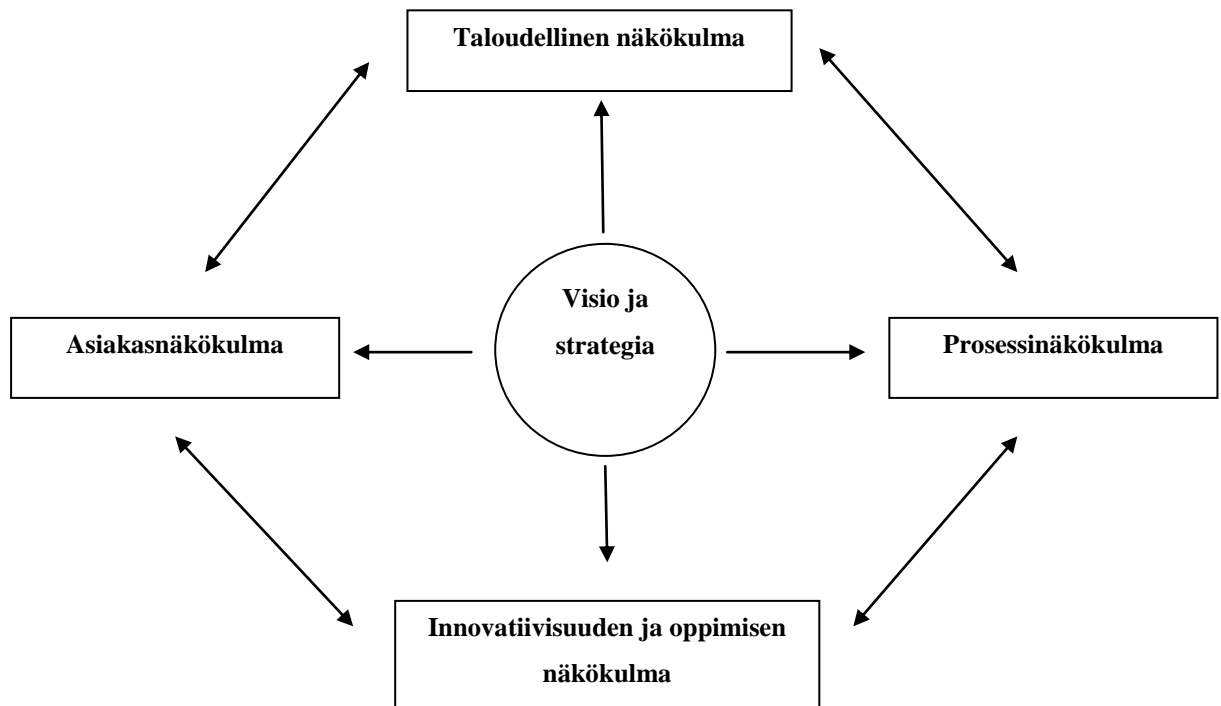 Taloudellinen näkökulma
Visio ja
strategia
Asiakasnäkökulma
Prosessinäkökulma
Innovatiivisuuden ja oppimisen
näkökulma